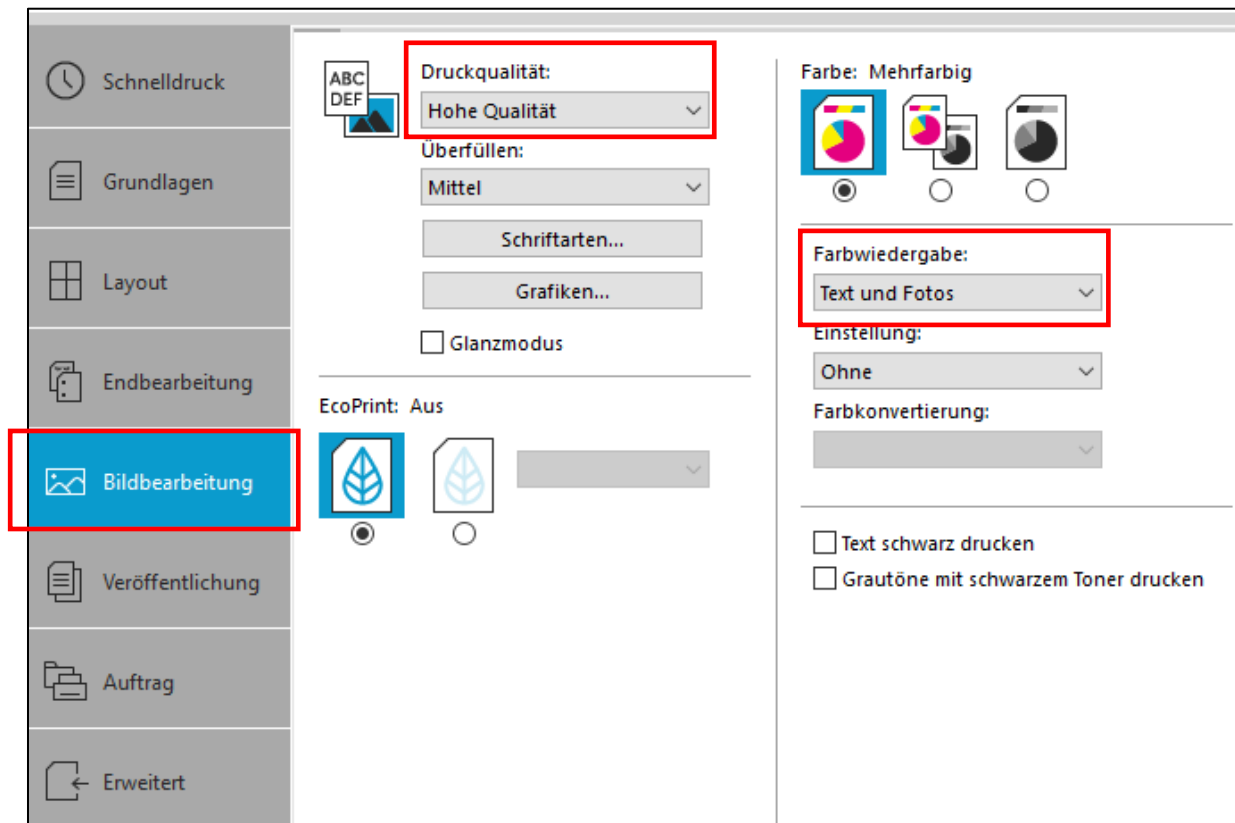 Schnelldruck
Grundlagen
Layout
Endbearbeitung
Bildbearbeitung
Veröffentlichung
Auftrag
Erweitert
ABC
DEF
Druckqualität:
Hohe Qualität
Überfüllen:
Mittel
Schriftarten...
Grafiken...
Glanzmodus
EcoPrint: Aus
Farbe: Mehrfarbig
Farbwiedergabe:
Text und Fotos
Einstellung:
Ohne
Farbkonvertierung:
Text schwarz drucken
Grautöne mit schwarzem Toner drucken